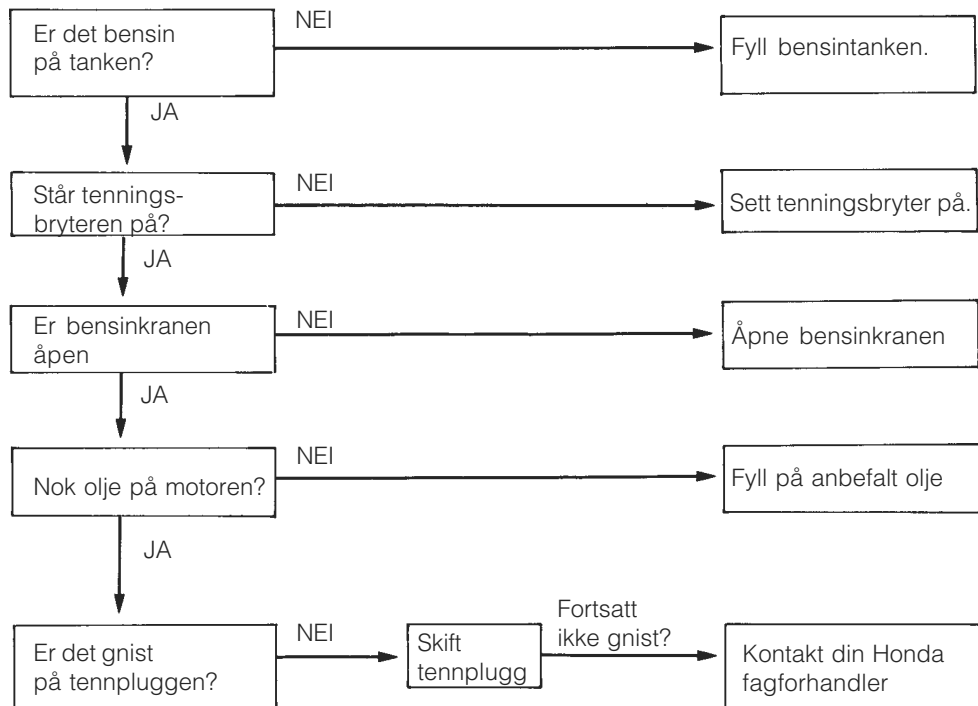 Er det bensin
på tanken?
NEI
Fyll bensintanken.
JA
Står tennings-
bryteren på?
NEI
Sett tenningsbryter på.
JA
Er bensinkranen
åpen
NEI
Åpne bensinkranen
JA
Nok olje på motoren?
NEI
Fyll på anbefalt olje
JA
Er det gnist
på tennpluggen?
NEI
Skift
tennplugg
Fortsatt
ikke gnist?
Kontakt din Honda
fagforhandler